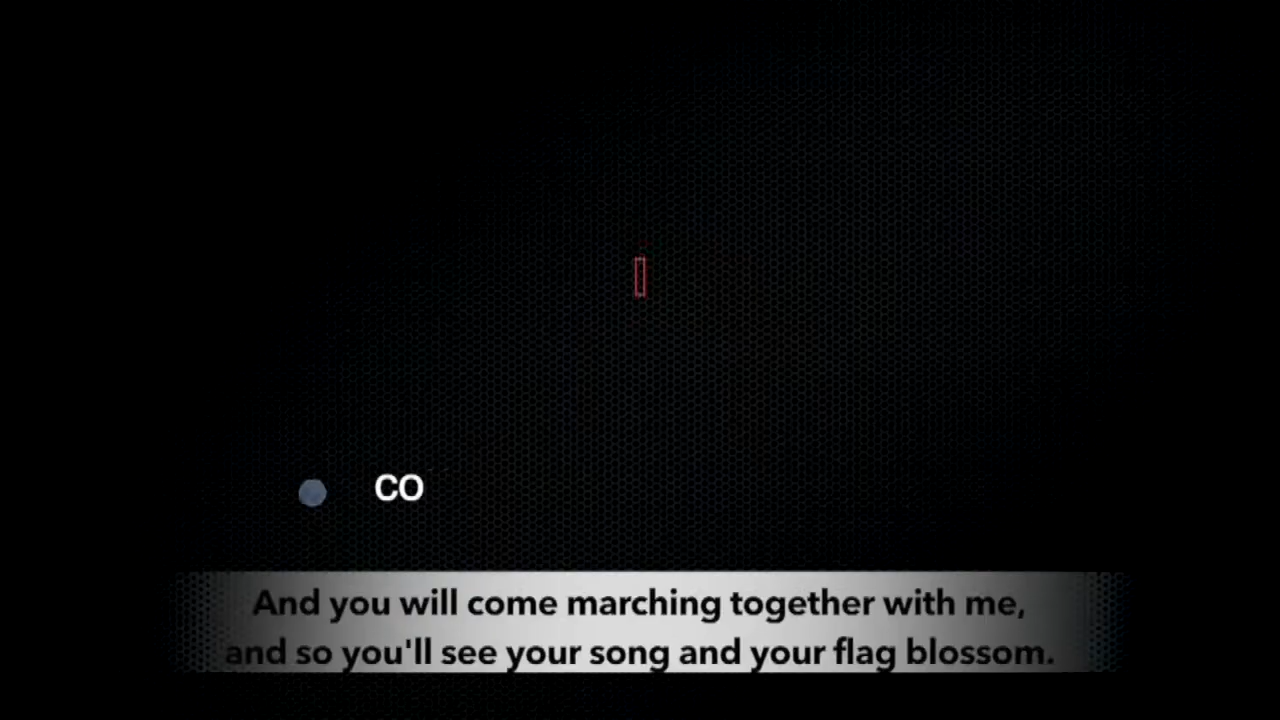 CO
And you will come marching together with me,
and so you'll see your song and your flag blossom.